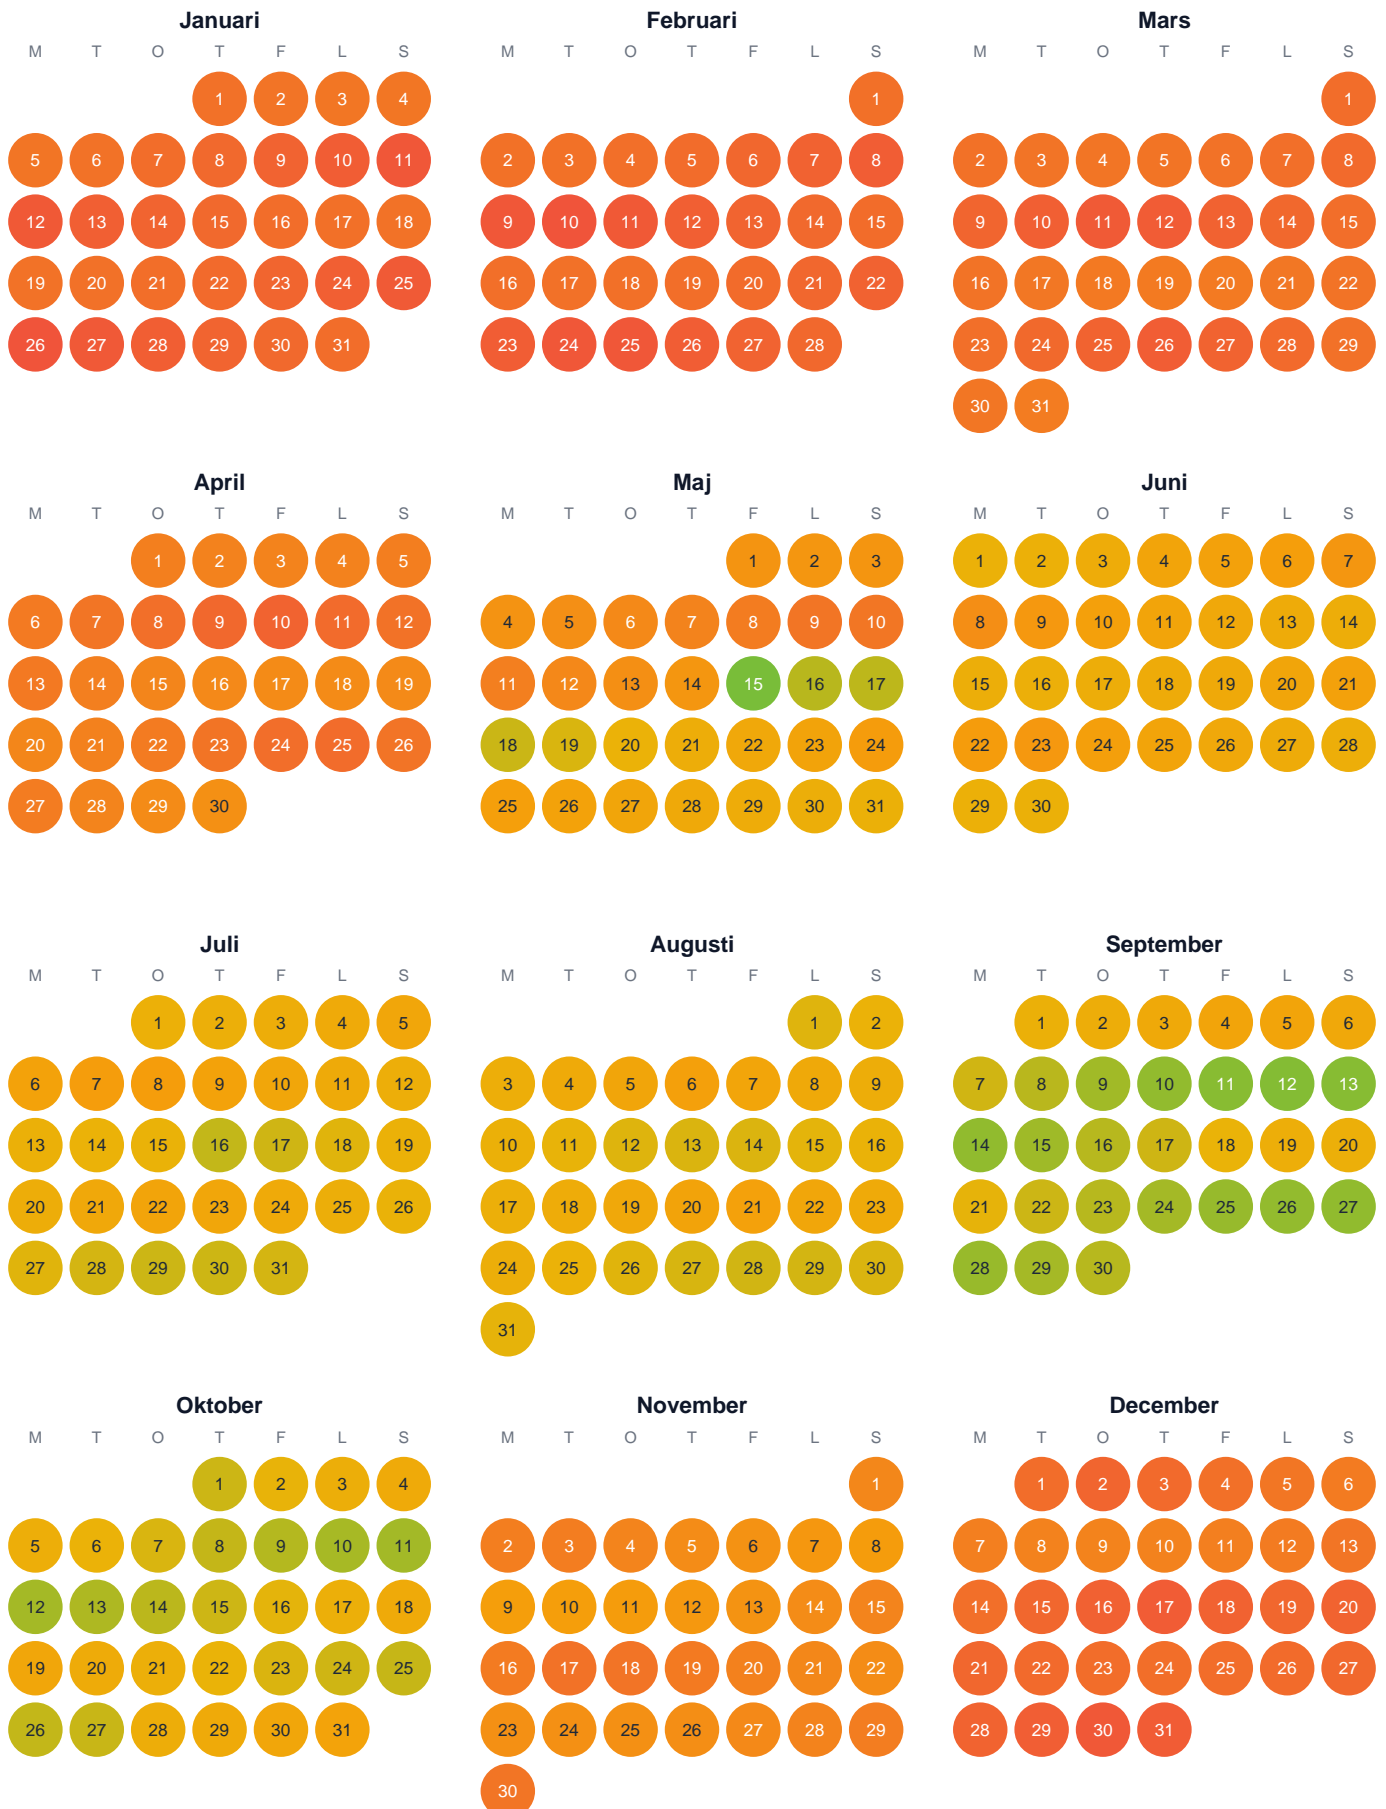 Januari Februari Mars
M T O T F L S M T O T F L S M T O T F L S
1 2 3 4 1 1
5 6 7 8 9 10 11 2 3 4 5 6 7 8 2 3 4 5 6 7 8
12 13 14 15 16 17 18 9 10 11 12 13 14 15 9 10 11 12 13 14 15
19 20 21 22 23 24 25 16 17 18 19 20 21 22 16 17 18 19 20 21 22
26 27 28 29 30 31 23 24 25 26 27 28 23 24 25 26 27 28 29
30 31
April Maj Juni
M T O T F L S M T O T F L S M T O T F L S
1 2 3 4 5 1 2 3 1 2 3 4 5 6 7
6 7 8 9 10 11 12 4 5 6 7 8 9 10 8 9 10 11 12 13 14
13 14 15 16 17 18 19 11 12 13 14 15 16 17 15 16 17 18 19 20 21
20 21 22 23 24 25 26 18 19 20 21 22 23 24 22 23 24 25 26 27 28
27 28 29 30 25 26 27 28 29 30 31 29 30
Juli Augusti September
M T O T F L S M T O T F L S M T O T F L S
1 2 3 4 5 1 2 1 2 3 4 5 6
6 7 8 9 10 11 12 3 4 5 6 7 8 9 7 8 9 10 11 12 13
13 14 15 16 17 18 19 10 11 12 13 14 15 16 14 15 16 17 18 19 20
20 21 22 23 24 25 26 17 18 19 20 21 22 23 21 22 23 24 25 26 27
27 28 29 30 31 24 25 26 27 28 29 30 28 29 30
31
Oktober November December
M T O T F L S M T O T F L S M T O T F L S
1 2 3 4 1 1 2 3 4 5 6
5 6 7 8 9 10 11 2 3 4 5 6 7 8 7 8 9 10 11 12 13
12 13 14 15 16 17 18 9 10 11 12 13 14 15 14 15 16 17 18 19 20
19 20 21 22 23 24 25 16 17 18 19 20 21 22 21 22 23 24 25 26 27
26 27 28 29 30 31 23 24 25 26 27 28 29 28 29 30 31
30